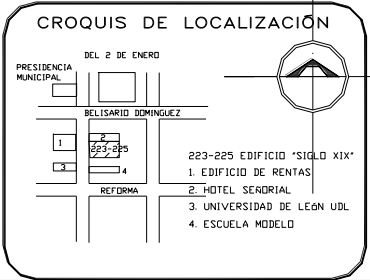 CROQUIS DE LOCALIZACIÓN
DEL 2 DE ENERO
PRESIDENCIA
MUNICIPAL
BELISARIO DOMINGUEZ
1
2
223-225
3
4
REFORMA
223-225 EDIFICIO "SIGLO XIX"
1. EDIFICIO DE RENTAS
2. HOTEL SEÑORIAL
3. UNIVERSIDAD DE LEóN UDL
4. ESCUELA MODELO